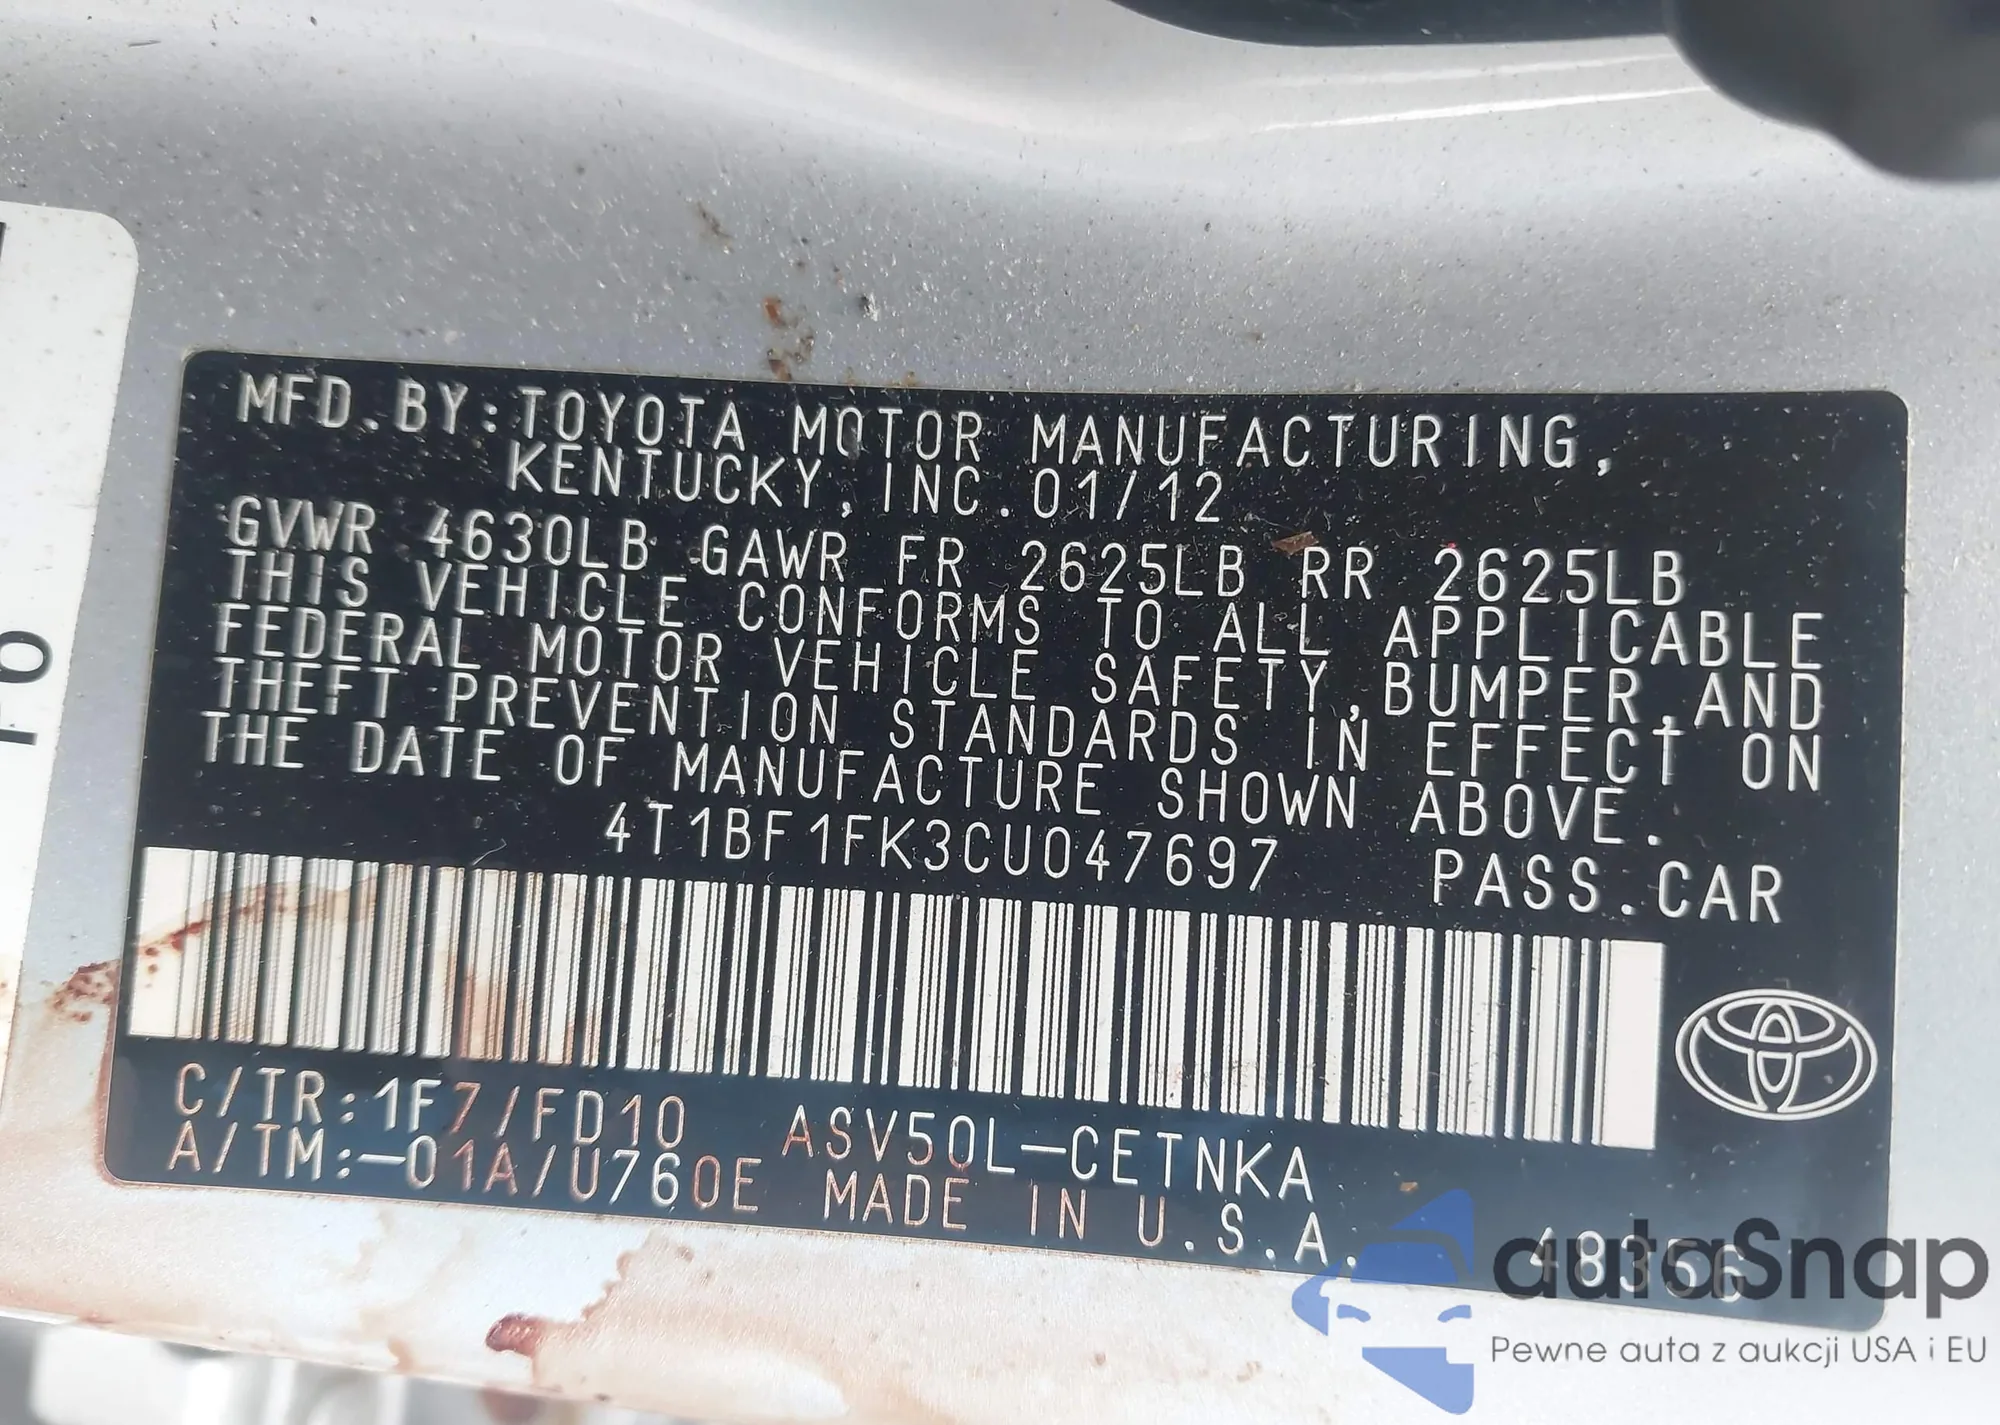 MFD.BY:TOYOTA MOTOR MANUFACTURING,
KENTUCKY, INC.01/12
GVWR 4630LB GAWR FR 2625LB RR 2625LB
THIS VEHICLE CONFORMS TO ALL APPLICABLE
FEDERAL MOTOR VEHICLE SAFETY,BUMPER,AND
THEFT PREVENTION STANDARDS IN EFFECT ON
THE DATE OF MANUFACTURE SHOWN ABOVE.
4T1BF1FK3CU047697 PASS.CAR
C/TR:1F7/FD10 ASV50L-CETNKA
A/TM:-01A/U760E MADE IN U.S.A. 48356
autoSnap
Pewne auta z aukcji USA i EU